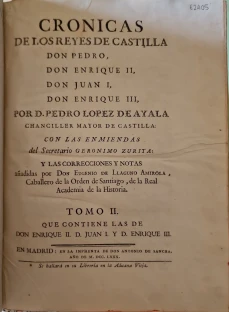 42005
CRONICAS
DE LOS REYES DE CASTILLA
DON PEDRO,
DON ENRIQUE II,
DON JUAN I,
DON ENRIQUE III,
POR D. PEDRO LOPEZ DE AYALA
CHANCILLER MAYOR DE CASTILLA:
CON LAS ENMIENDAS
del Secretario GERONIMO ZURITA:
Y LAS CORRECCIONES Y NOTAS
añadidas por DON EUGENIO DE LLAGUNO AMIROLA,
Caballero de la Orden de Santiago, de la Real
Academia de la Historia.
TOMO II.
QUE CONTIENE LAS DE
DON ENRIQUE II. D. JUAN I. Y D. ENRIQUE III.
EN MADRID: EN LA IMPRENTA DE DON ANTONIO DE SANCHA.
AÑO DE M. DCC. LXXX.
Se hallará en su Librería en la Aduana Vieja.